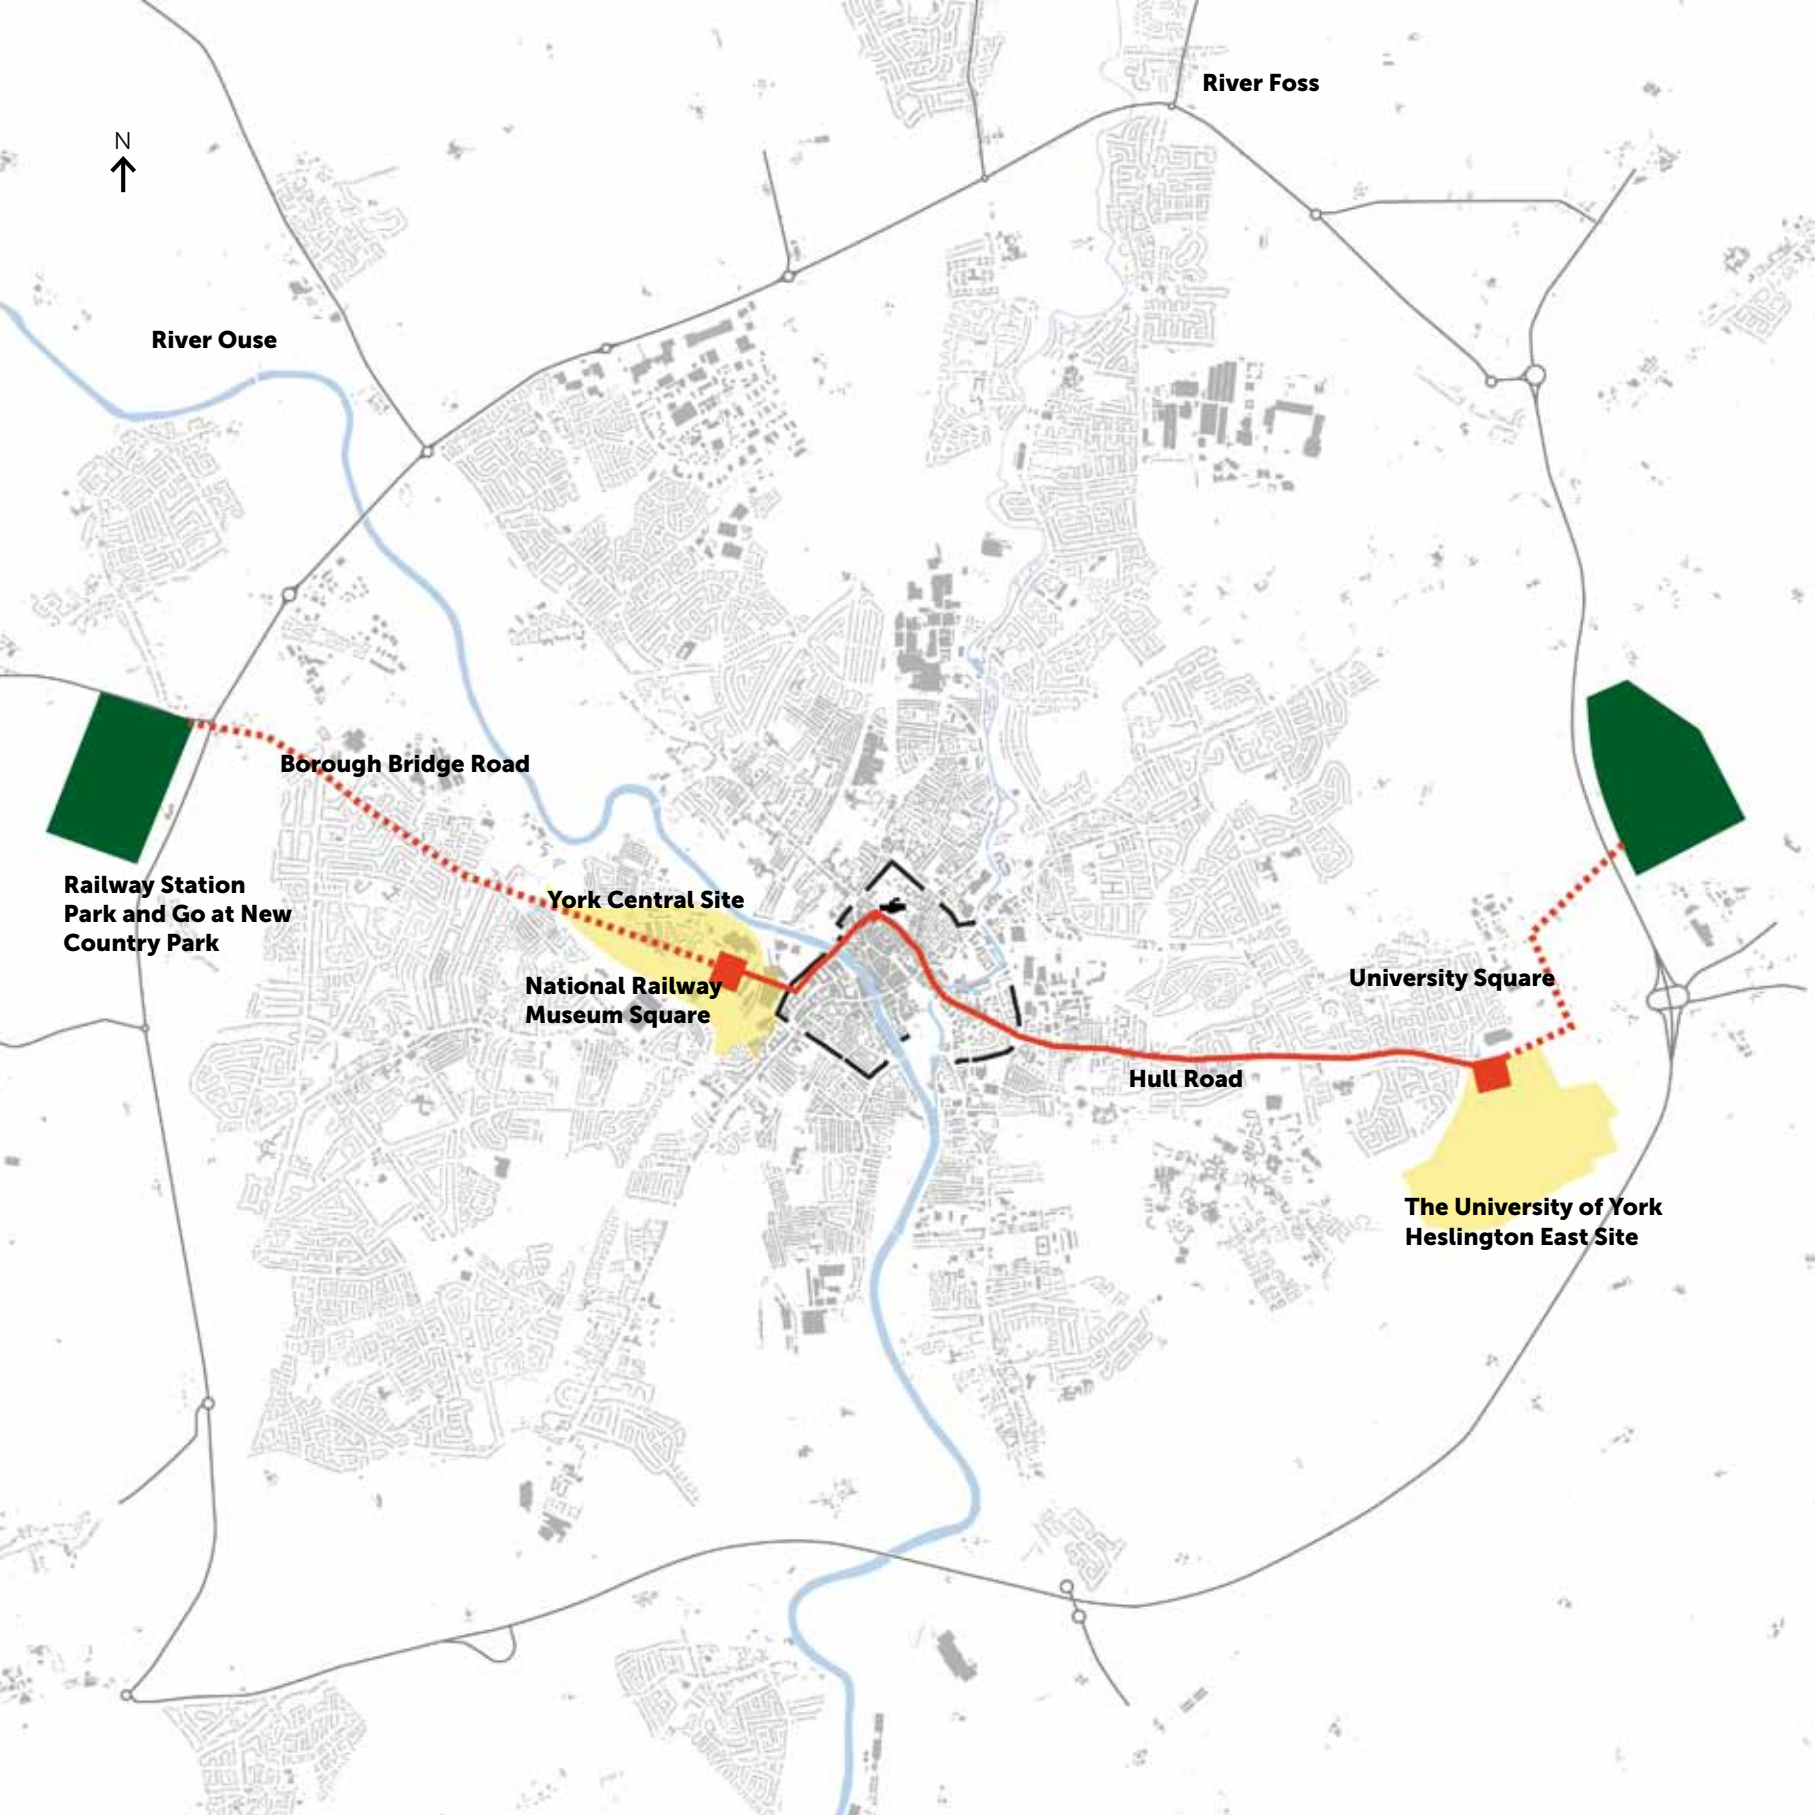 River Foss
N
River Ouse
Borough Bridge Road
Railway Station
Park and Go at New
Country Park
York Central Site
National Railway
Museum Square
University Square
Hull Road
The University of York
Heslington East Site